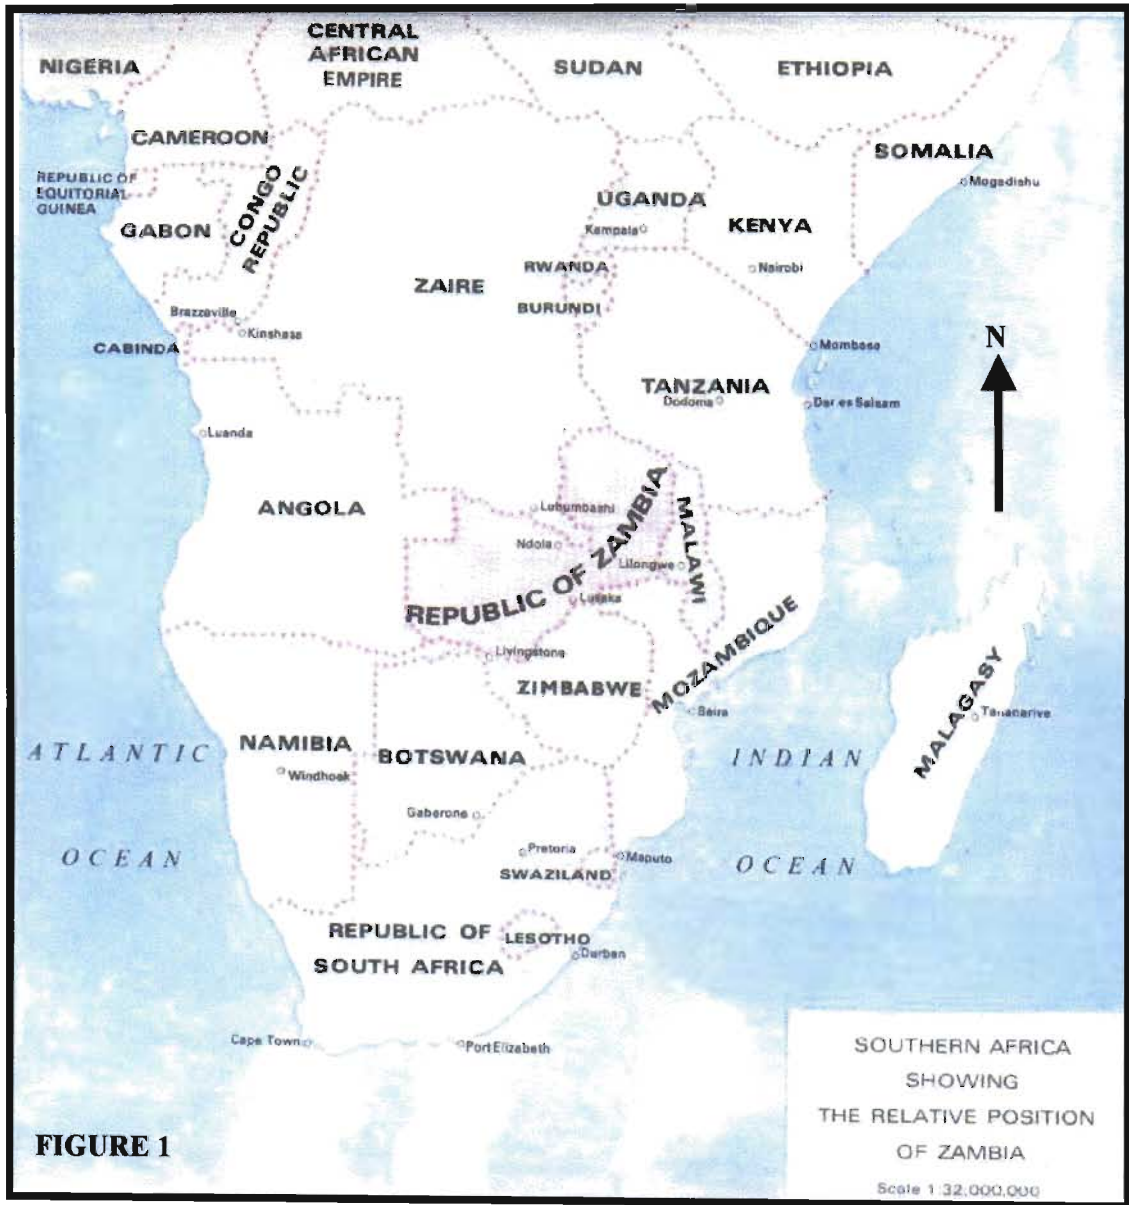 CENTRAL
AFRICAN
EMPIRE
NIGERIA
SUDAN
ETHIOPIA
CAMEROON
SOMALIA
REPUBLIC OF
EQUITORIAL
GUINEA
Mogadishu
CONGO
REPUBLIC
UGANDA
GABON
KENYA
Kampala
RWANDA
Nairobi
ZAIRE
BURUNDI
Brazzaville
Kinshasa
CABINDA
Mombasa
N
TANZANIA
Dodoma
Dar es Salaam
Luanda
ANGOLA
Lubumbashi
MALAWI
Ndola
REPUBLIC OF ZAMBIA
Lilongwe
Lusaka
Livingstone
ZIMBABWE
MOZAMBIQUE
Beira
MALAGASY
Tananarive
NAMIBIA
ATLANTIC
OCEAN
BOTSWANA
INDIAN
OCEAN
Windhoek
Gaberone
Pretoria
Maputo
SWAZILAND
REPUBLIC OF
SOUTH AFRICA
LESOTHO
Durban
Cape Town
Port Elizabeth
SOUTHERN AFRICA
SHOWING
THE RELATIVE POSITION
OF ZAMBIA
Scale 1:32,000,000
FIGURE 1